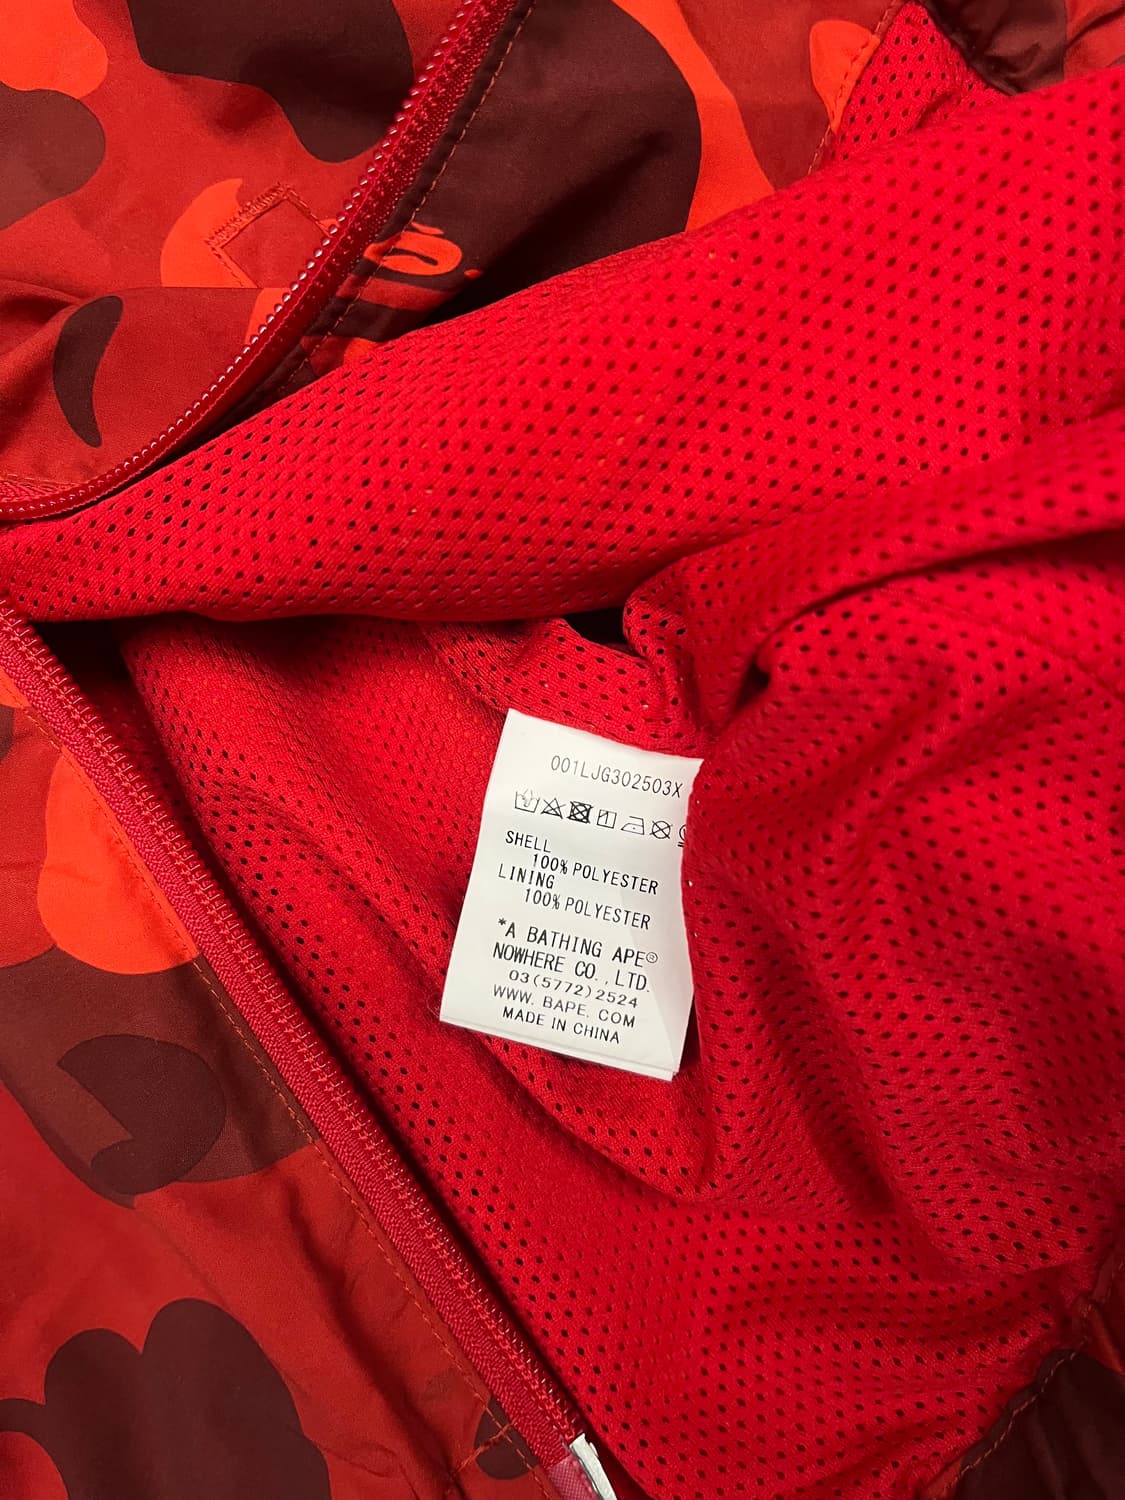 001LJG302503X
SHELL
100% POLYESTER
LINING
100% POLYESTER
*A BATHING APE®
NOWHERE CO., LTD.
03(5772)2524
WWW. BAPE. COM
MADE IN CHINA